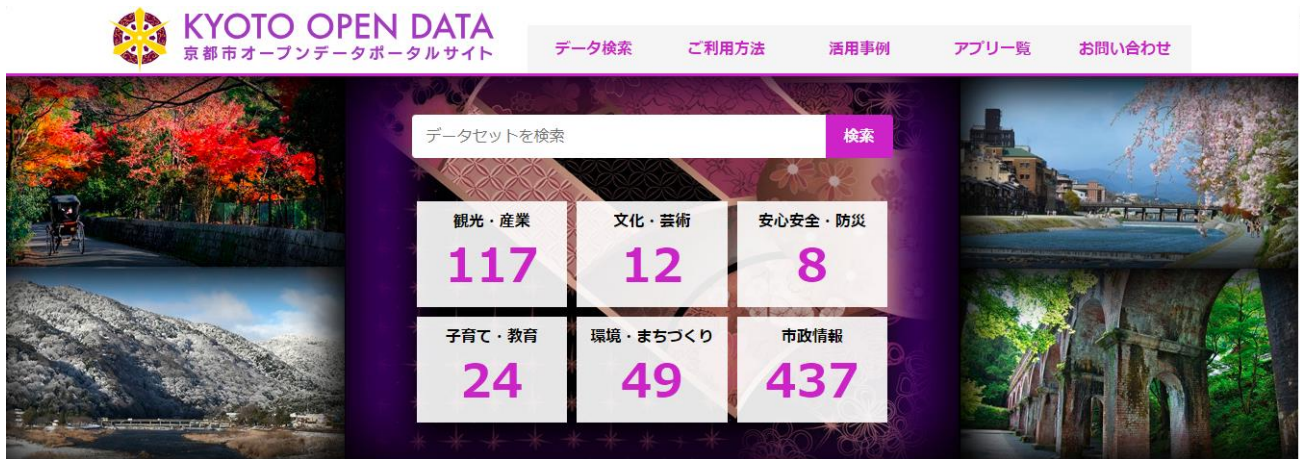 KYOTO OPEN DATA
京都市オープンデータポータルサイト
データ検索 ご利用方法 活用事例 アプリ一覧 お問い合わせ
データセットを検索 検索
観光・産業 文化・芸術 安心安全・防災
117 12 8
子育て・教育 環境・まちづくり 市政情報
24 49 437